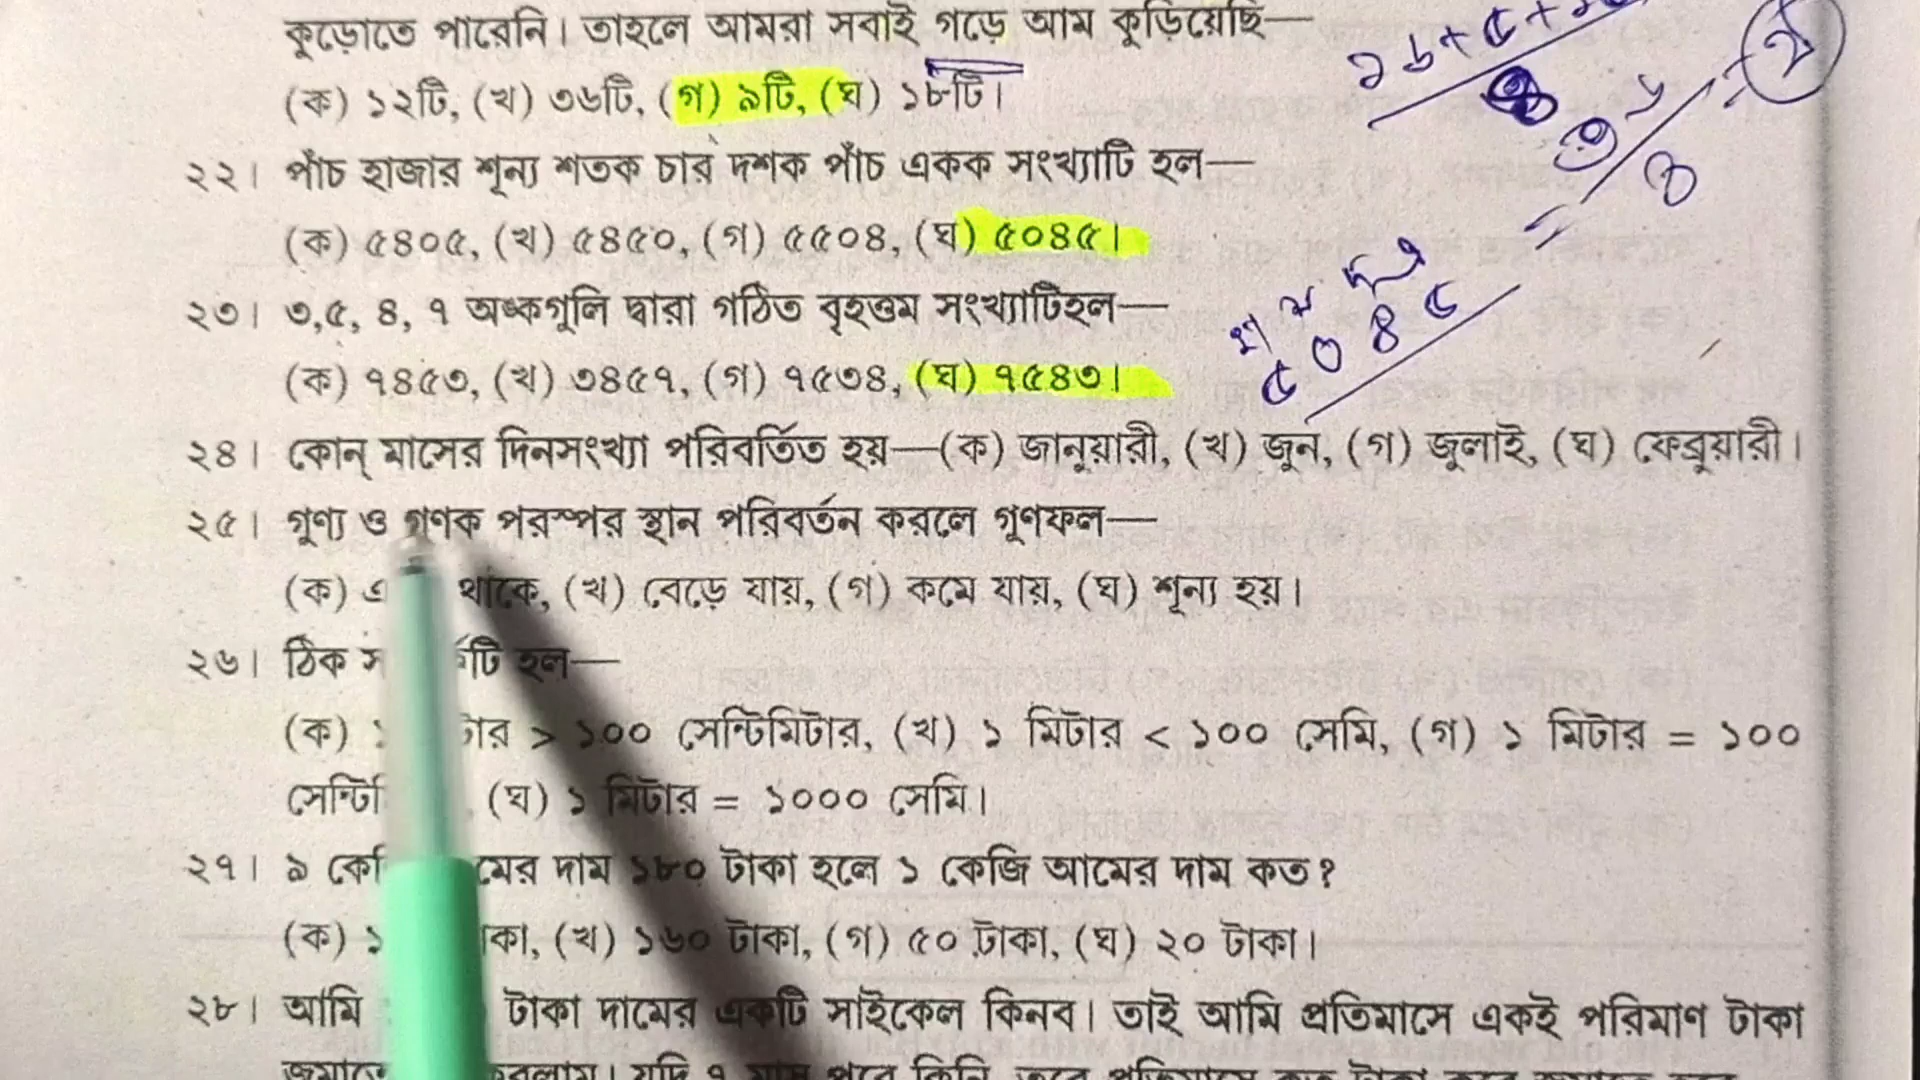 কুড়োতে পারেনি। তাহলে আমরা সবাই গড়ে আম কুড়িয়েছি—
(ক) ১২টি, (খ) ৩৬টি, (গ) ৯টি, (ঘ) ১৮টি।
২২। পাঁচ হাজার শূন্য শতক চার দশক পাঁচ একক সংখ্যাটি হল—
(ক) ৫৪০৫, (খ) ৫৪৫০, (গ) ৫৫০৪, (ঘ) ৫০৪৫।
২৩। ৩,৫, ৪, ৭ অঙ্কগুলি দ্বারা গঠিত বৃহত্তম সংখ্যাটিহল—
(ক) ৭৪৫৩, (খ) ৩৪৫৭, (গ) ৭৫৩৪, (ঘ) ৭৫৪৩।
৫০৪৫
২৪। কোন্ মাসের দিনসংখ্যা পরিবর্তিত হয়—(ক) জানুয়ারী, (খ) জুন, (গ) জুলাই, (ঘ) ফেব্রুয়ারী।
২৫। গুণ্য ও গুণক পরস্পর স্থান পরিবর্তন করলে গুণফল—
(ক) থাকে, (খ) বেড়ে যায়, (গ) কমে যায়, (ঘ) শূন্য হয়।
২৬। ঠিক হল—
(ক) > ১০০ সেন্টিমিটার, (খ) ১ মিটার < ১০০ সেমি, (গ) ১ মিটার = ১০০
(ঘ) ১ মিটার = ১০০০ সেমি।
২৭। ৯ দাম ১৮০ টাকা হলে ১ কেজি আমের দাম কত?
(ক) (খ) ১৬০ টাকা, (গ) ৫০ টাকা, (ঘ) ২০ টাকা।
২৮। আমি টাকা দামের একটি সাইকেল কিনব। তাই আমি প্রতিমাসে একই পরিমাণ টাকা